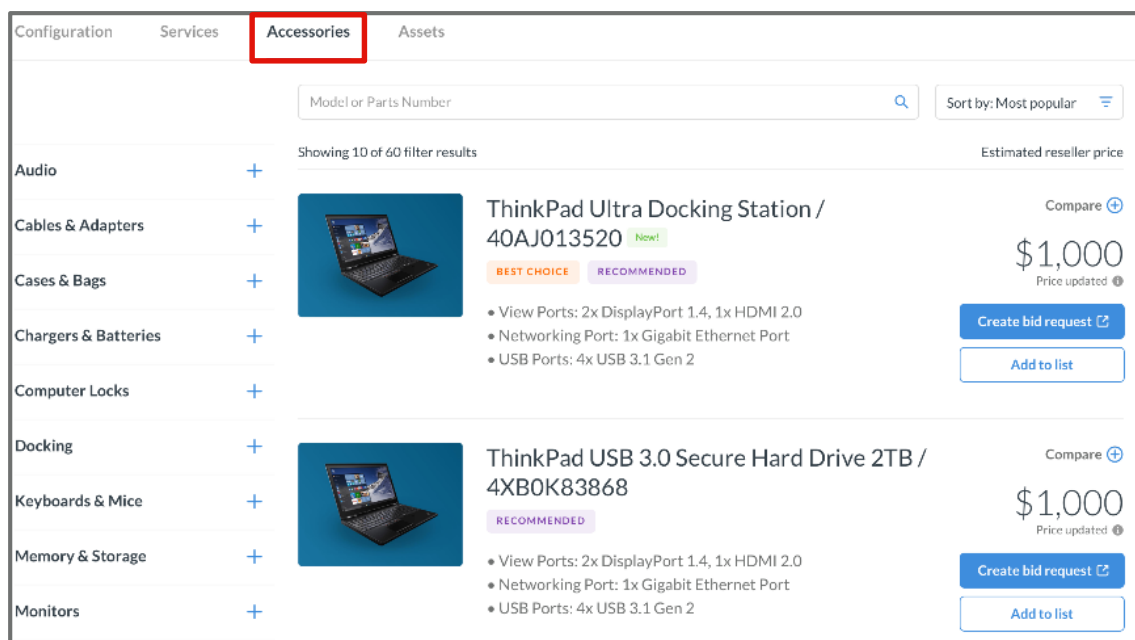 Configuration Services Accessories Assets
Model or Parts Number
Sort by: Most popular
Showing 10 of 60 filter results
Estimated reseller price
Audio
Cables & Adapters
Cases & Bags
Chargers & Batteries
Computer Locks
Docking
Keyboards & Mice
Memory & Storage
Monitors
ThinkPad Ultra Docking Station /
40AJ013520 New!
BEST CHOICE RECOMMENDED
• View Ports: 2x DisplayPort 1.4, 1x HDMI 2.0
• Networking Port: 1x Gigabit Ethernet Port
• USB Ports: 4x USB 3.1 Gen 2
Compare
$1,000
Price updated
Create bid request
Add to list
ThinkPad USB 3.0 Secure Hard Drive 2TB /
4XB0K83868
RECOMMENDED
• View Ports: 2x DisplayPort 1.4, 1x HDMI 2.0
• Networking Port: 1x Gigabit Ethernet Port
• USB Ports: 4x USB 3.1 Gen 2
Compare
$1,000
Price updated
Create bid request
Add to list